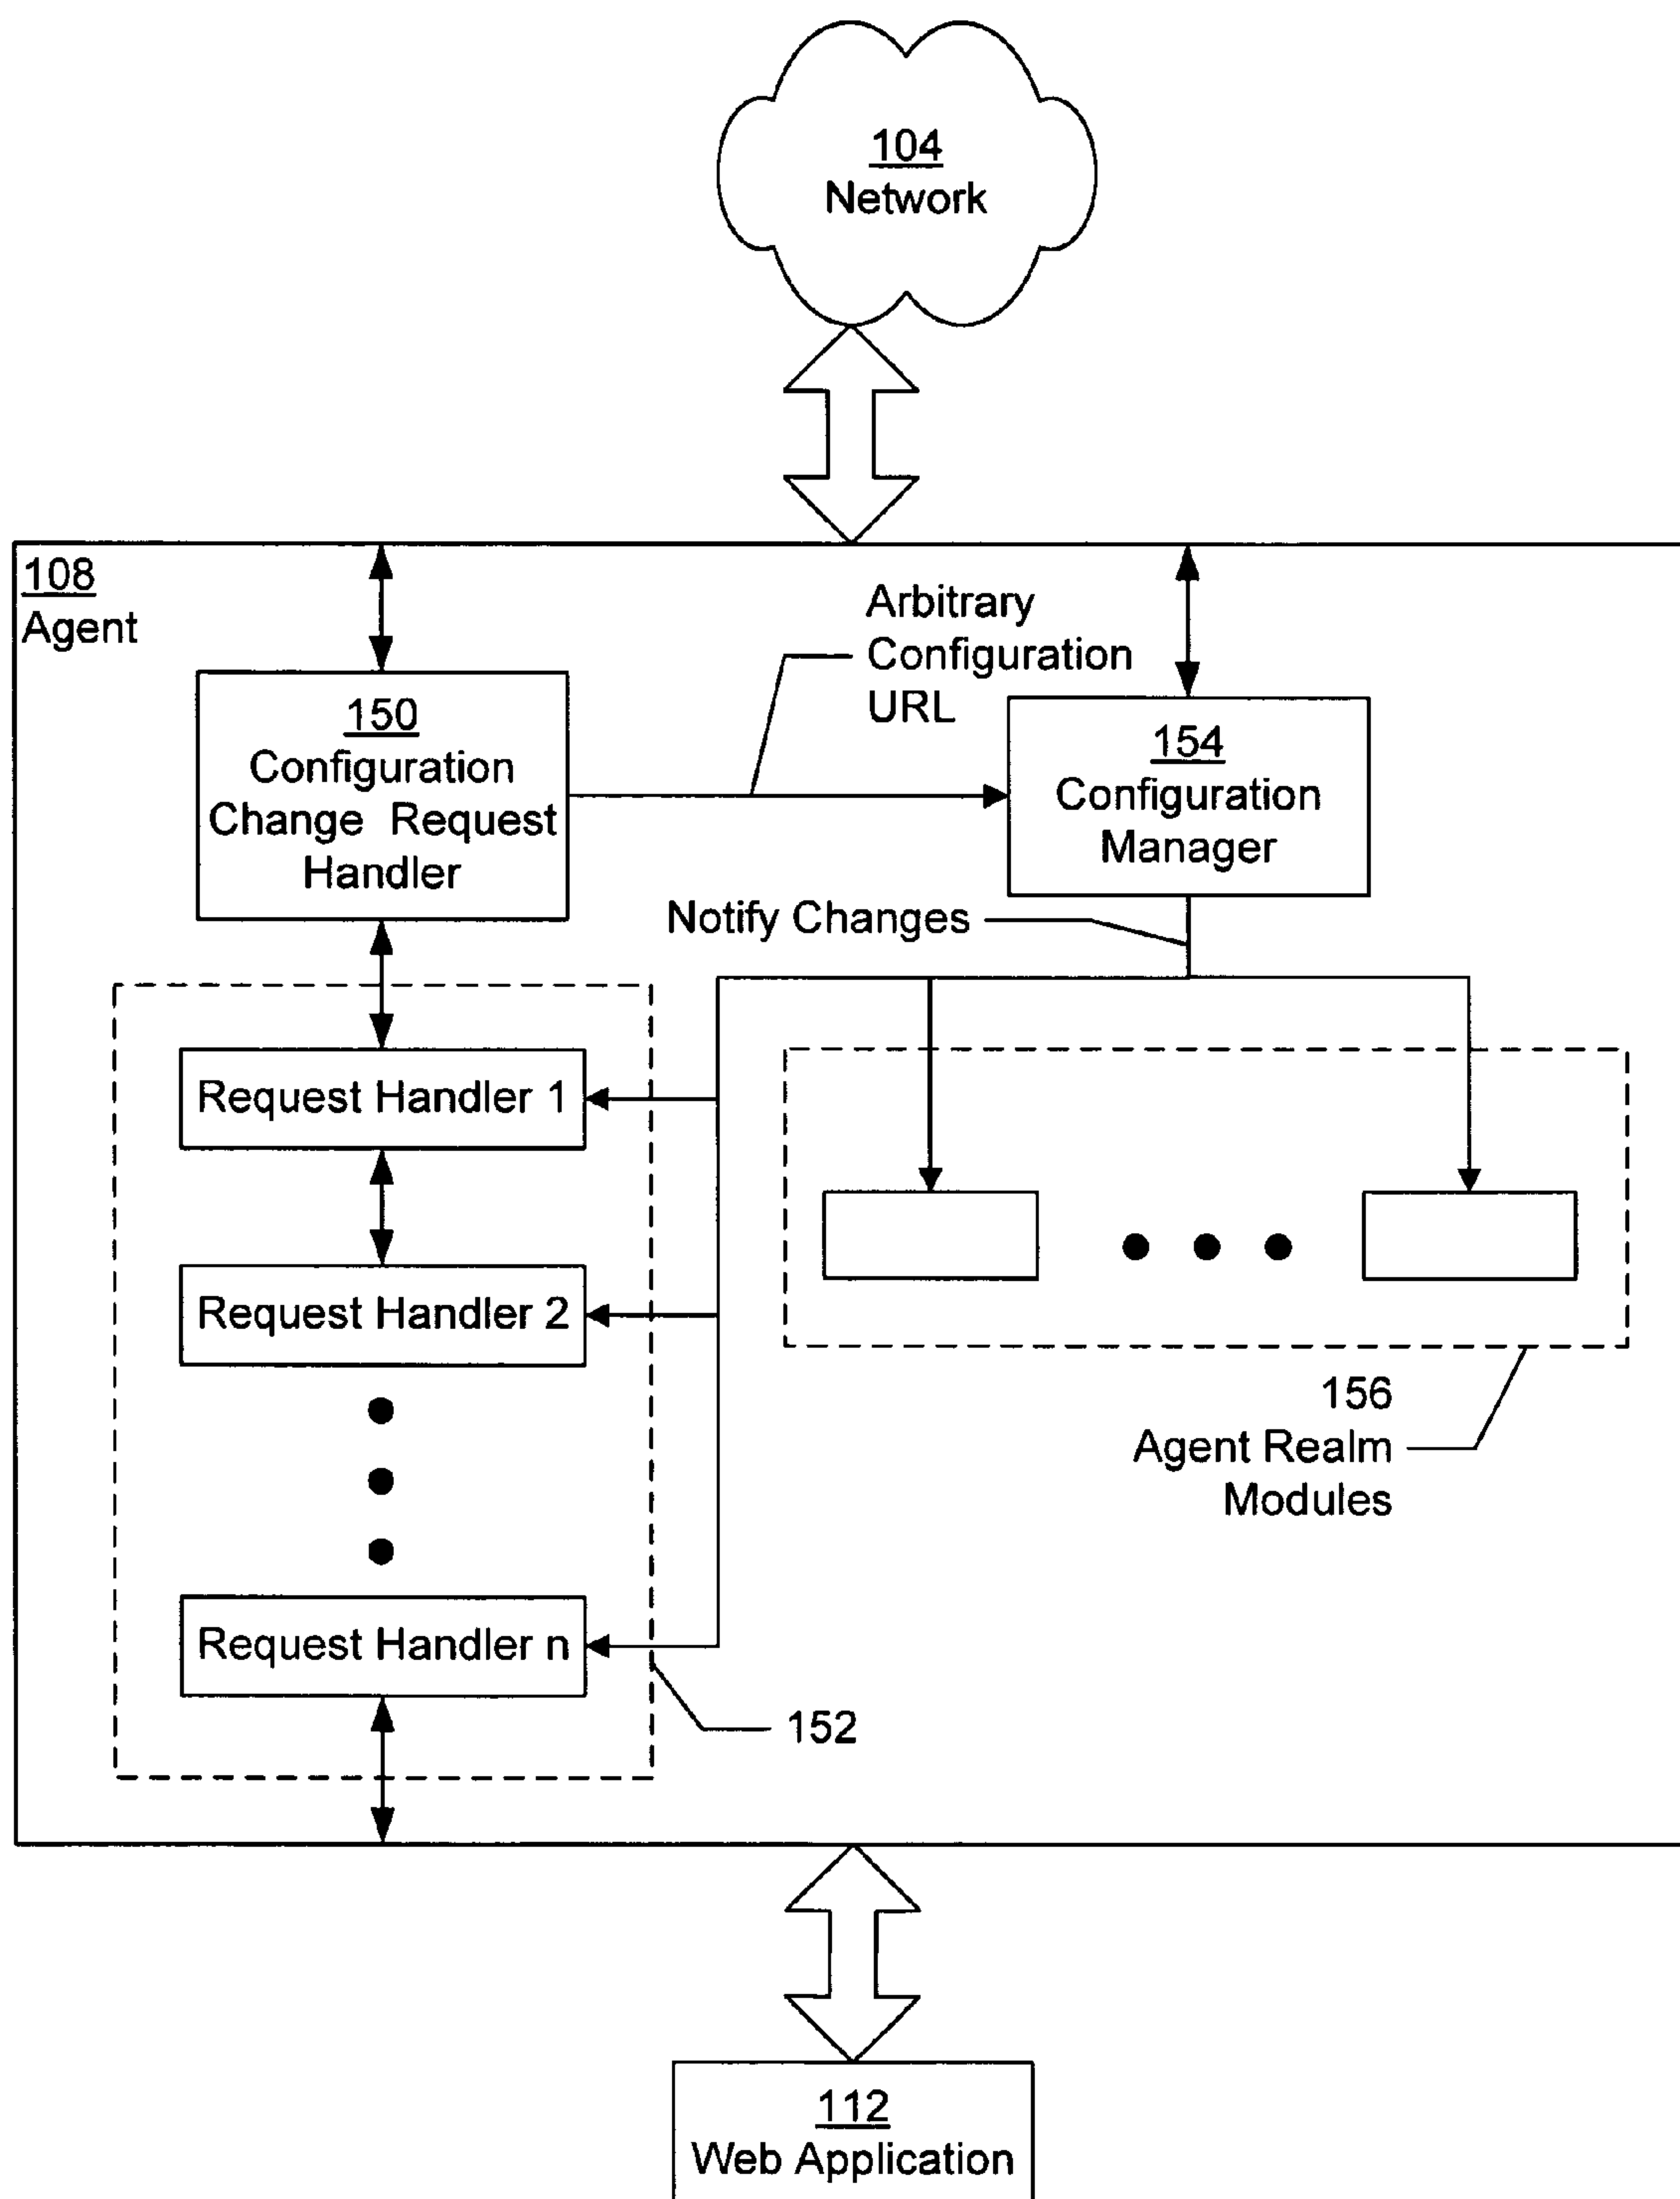 104
Network
108
Agent
Arbitrary
Configuration
URL
150
Configuration
Change Request
Handler
154
Configuration
Manager
Notify Changes
Request Handler 1
Request Handler 2
156
Agent Realm
Modules
Request Handler n
152
112
Web Application